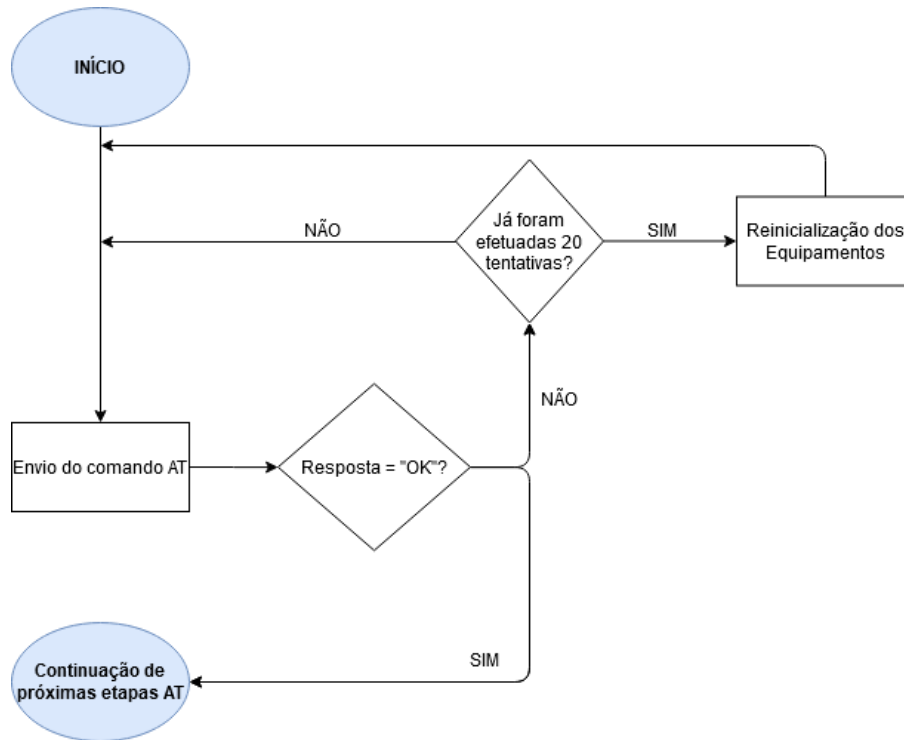 INÍCIO
Já foram
efetuadas 20
tentativas?
NÃO
SIM
Reinicialização dos
Equipamentos
NÃO
Envio do comando AT
Resposta = "OK"?
SIM
Continuação de
próximas etapas AT